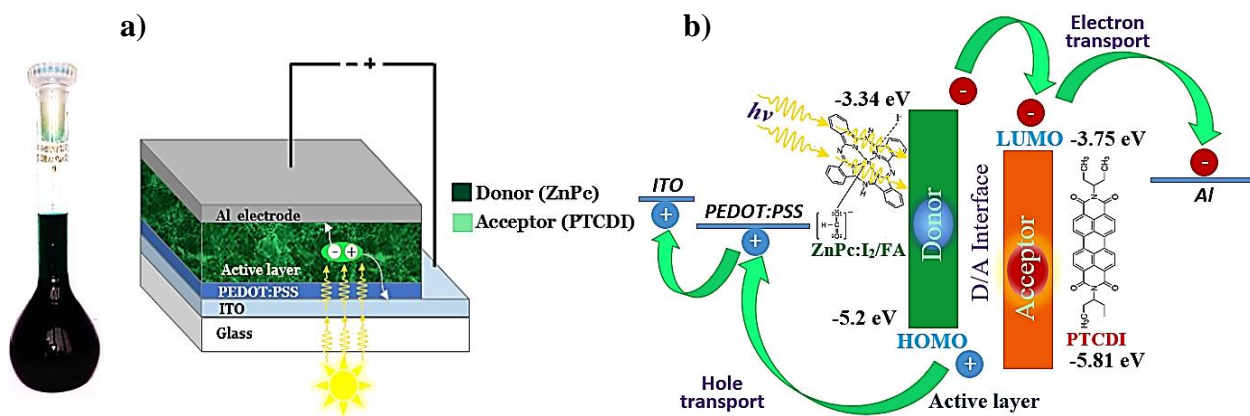 a)
− +
Donor (ZnPc)
Acceptor (PTCDI)
Al electrode
− +
Active layer
PEDOT:PSS
ITO
Glass
b)
Electron
transport
-3.34 eV
hν
LUMO
-3.75 eV
ITO
PEDOT:PSS
Al
ZnPc:I₂/FA
Donor
D/A Interface
Acceptor
-5.2 eV
HOMO
PTCDI
-5.81 eV
Hole
transport
Active layer